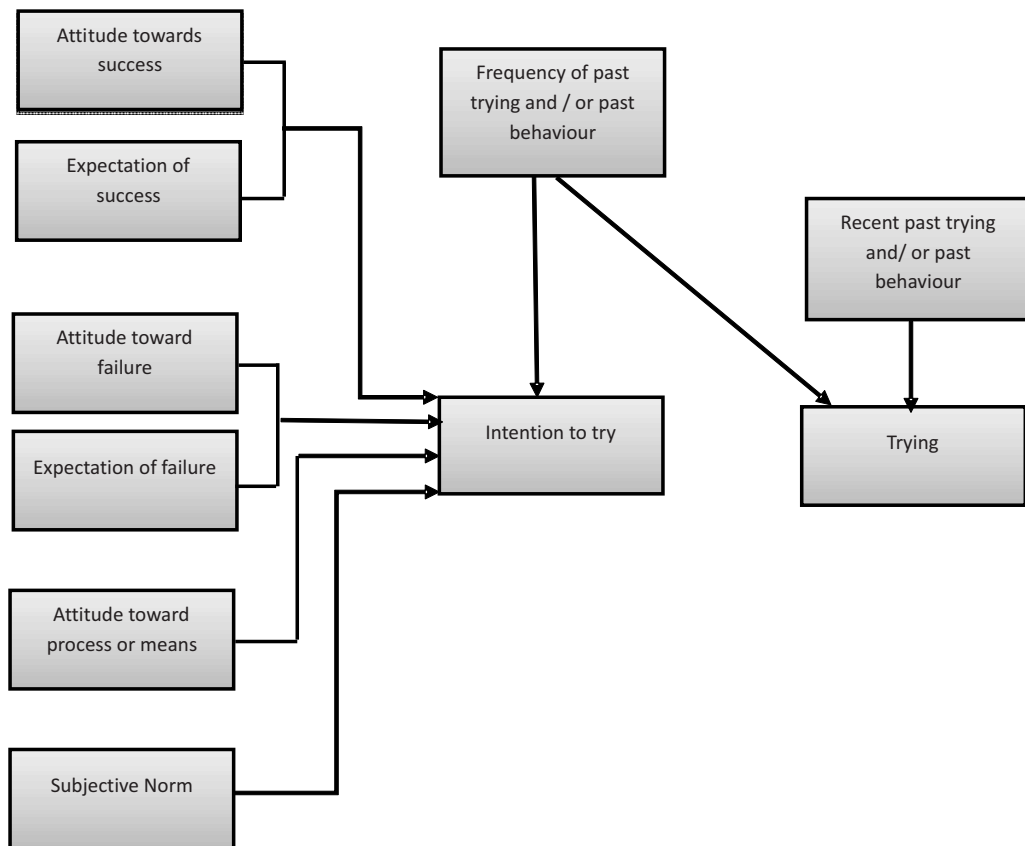 Attitude towards
success
Expectation of
success
Attitude toward
failure
Expectation of failure
Attitude toward
process or means
Subjective Norm
Frequency of past
trying and / or past
behaviour
Intention to try
Recent past trying
and/ or past
behaviour
Trying